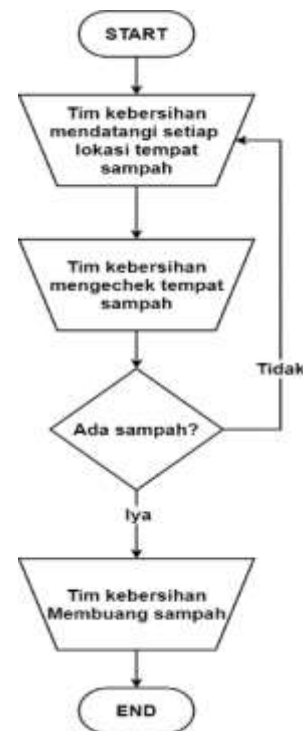 START
Tim kebersihan
mendatangi setiap
lokasi tempat
sampah
Tim kebersihan
mengechek tempat
sampah
Tidak
Ada sampah?
Iya
Tim kebersihan
Membuang sampah
END